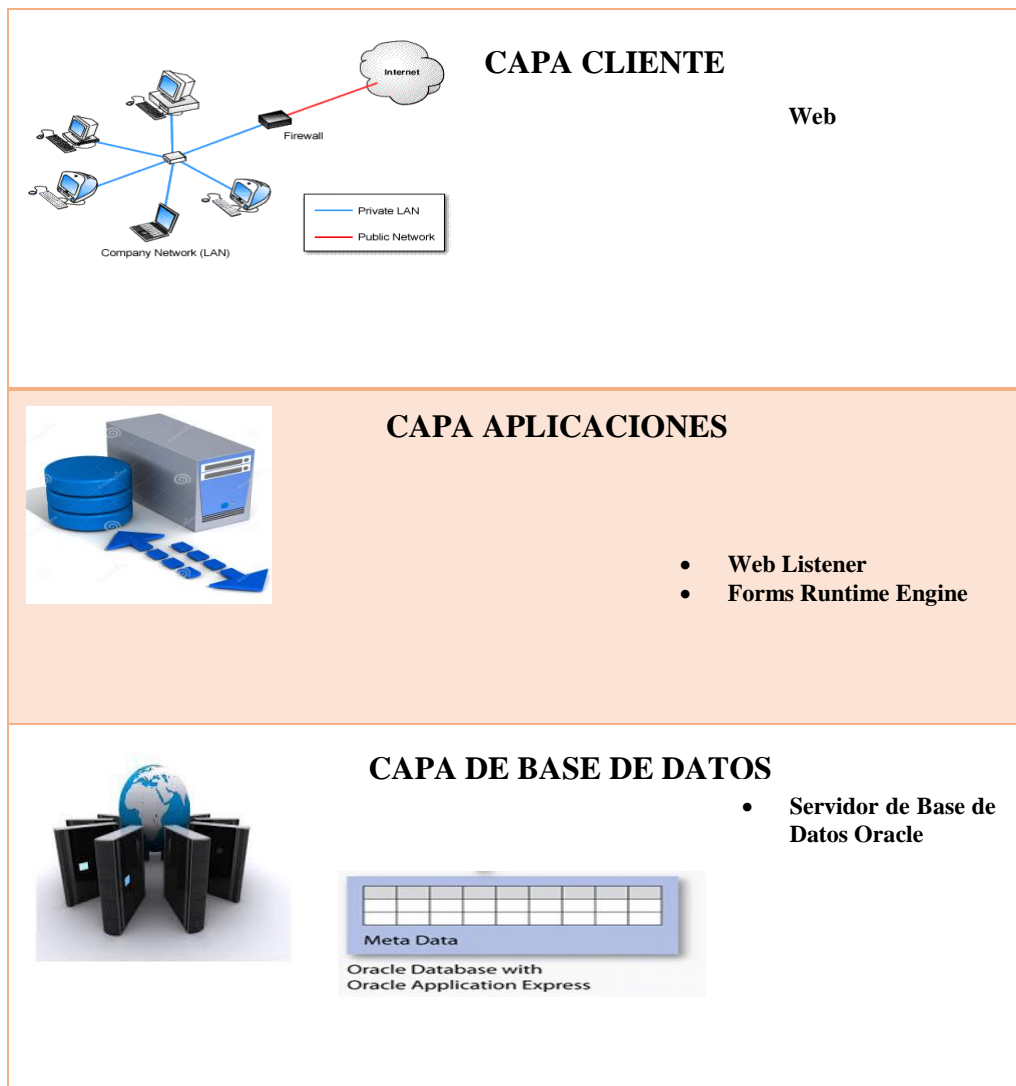 CAPA CLIENTE
Web
Internet
Firewall
Private LAN
Public Network
Company Network (LAN)
CAPA APLICACIONES
• Web Listener
• Forms Runtime Engine
CAPA DE BASE DE DATOS
• Servidor de Base de
Datos Oracle
Meta Data
Oracle Database with
Oracle Application Express